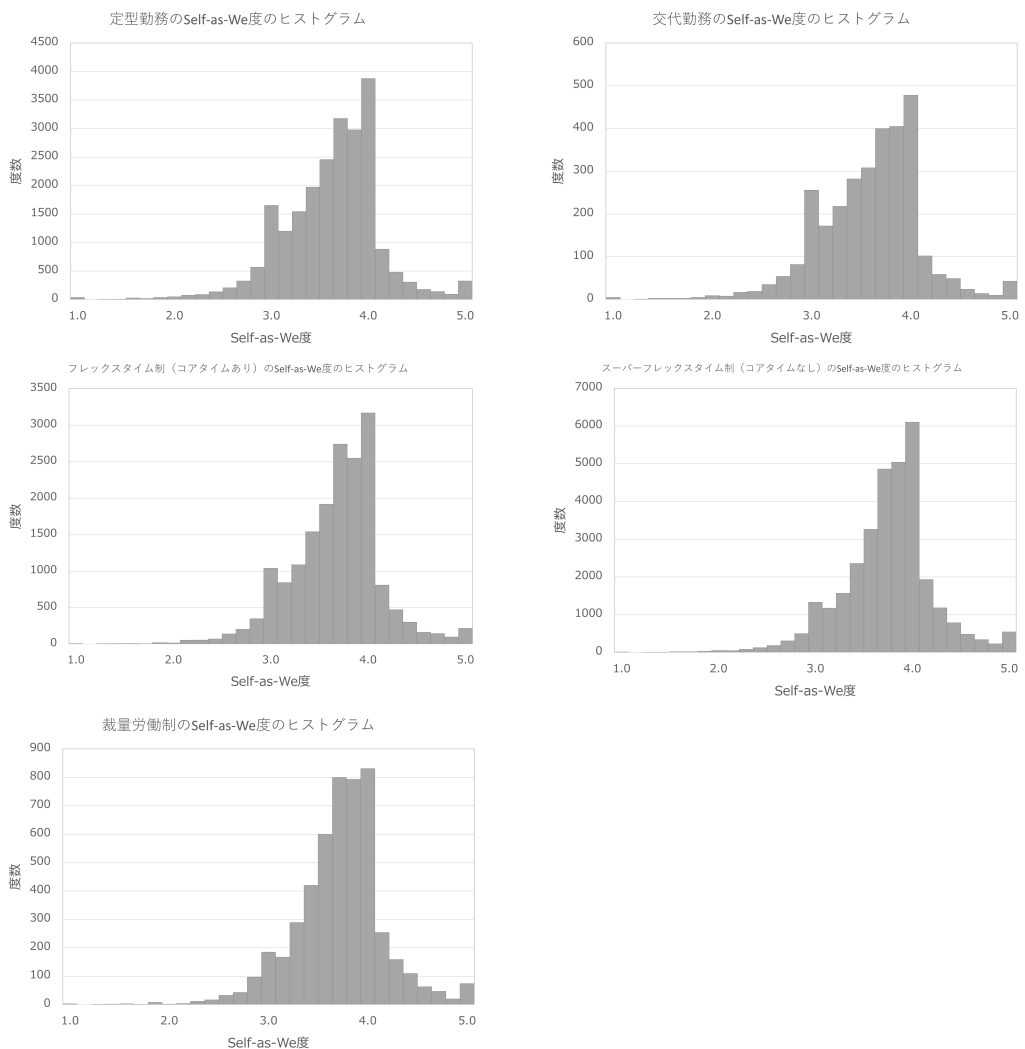 定型勤務のSelf-as-We度のヒストグラム
4500
4000
3500
3000
2500
2000
1500
1000
500
0
度数
1.0 2.0 3.0 4.0 5.0
Self-as-We度
交代勤務のSelf-as-We度のヒストグラム
600
500
400
300
200
100
0
度数
1.0 2.0 3.0 4.0 5.0
Self-as-We度
フレックスタイム制（コアタイムあり）のSelf-as-We度のヒストグラム
3500
3000
2500
2000
1500
1000
500
0
度数
1.0 2.0 3.0 4.0 5.0
Self-as-We度
スーパーフレックスタイム制（コアタイムなし）のSelf-as-We度のヒストグラム
7000
6000
5000
4000
3000
2000
1000
0
度数
1.0 2.0 3.0 4.0 5.0
Self-as-We度
裁量労働制のSelf-as-We度のヒストグラム
900
800
700
600
500
400
300
200
100
0
度数
1.0 2.0 3.0 4.0 5.0
Self-as-We度